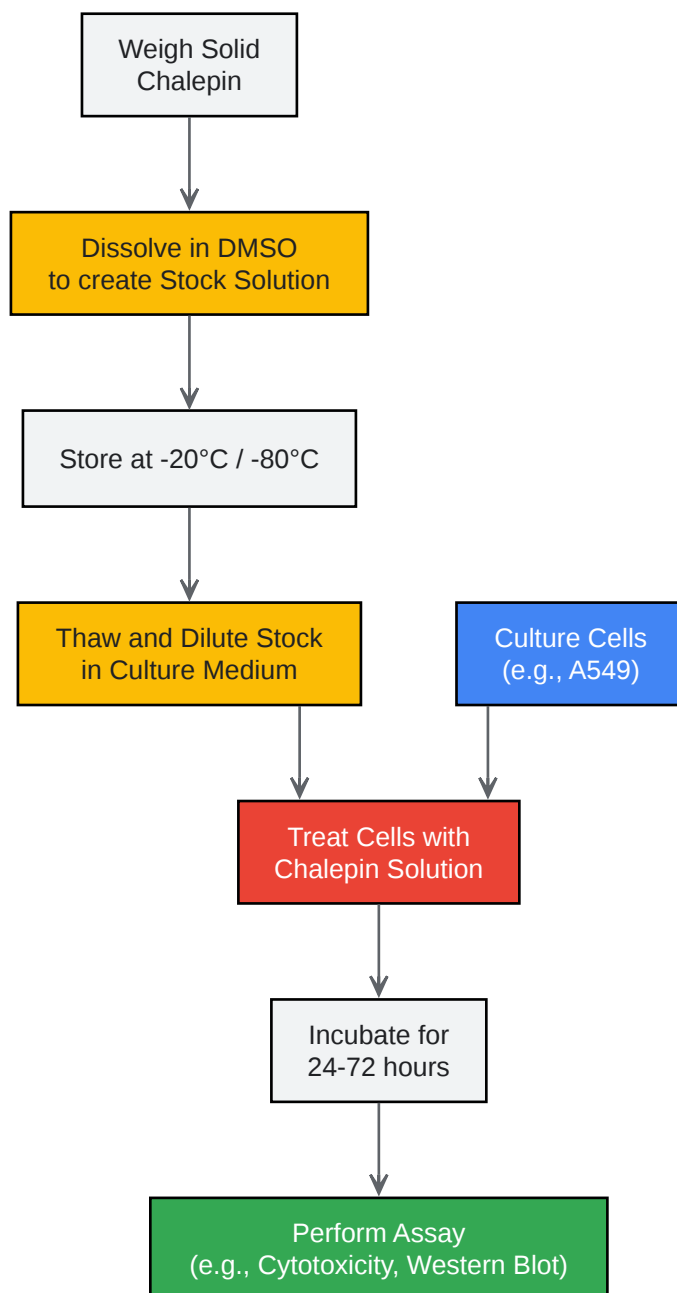 Weigh Solid
Chalepin
Dissolve in DMSO
to create Stock Solution
Store at -20°C / -80°C
Thaw and Dilute Stock
in Culture Medium
Culture Cells
(e.g., A549)
Treat Cells with
Chalepin Solution
Incubate for
24-72 hours
Perform Assay
(e.g., Cytotoxicity, Western Blot)